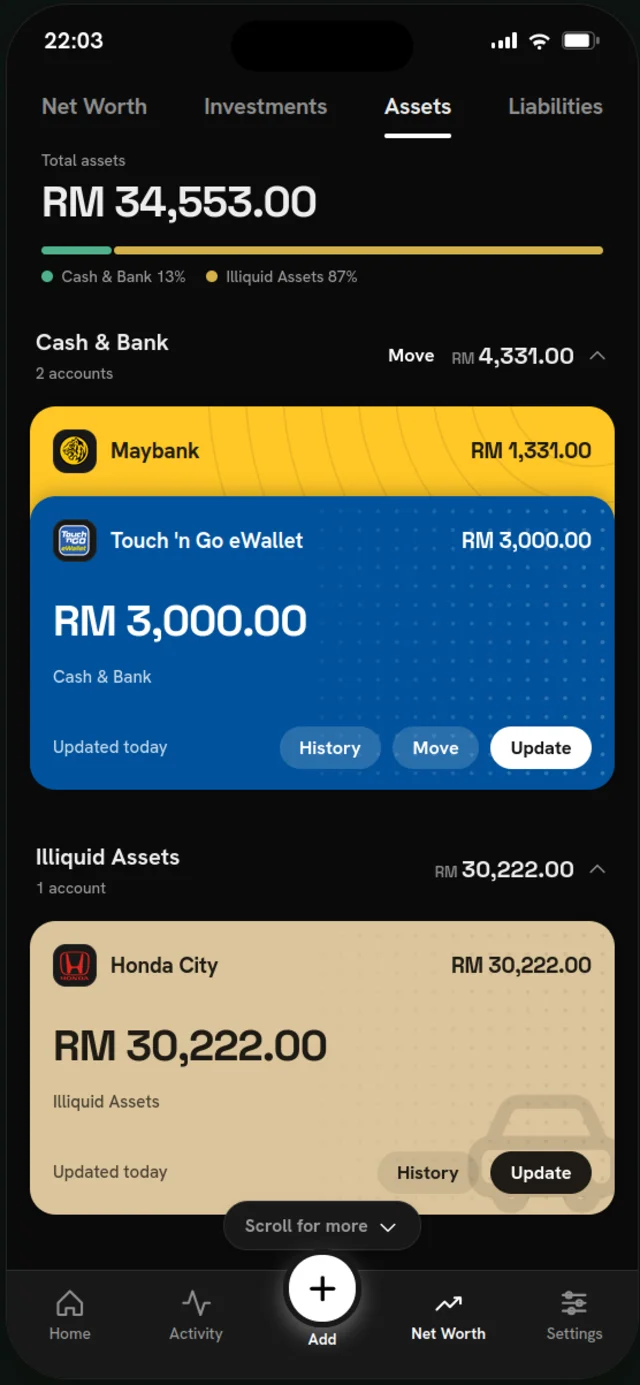 22:03
Net Worth Investments Assets Liabilities
Total assets
RM 34,553.00
Cash & Bank 13% Illiquid Assets 87%
Cash & Bank
Move RM 4,331.00
2 accounts
Maybank RM 1,331.00
Touch 'n Go eWallet RM 3,000.00
Touch 'nGO eWallet
RM 3,000.00
Cash & Bank
Updated today History Move Update
Illiquid Assets
RM 30,222.00
1 account
HONDA
Honda City RM 30,222.00
RM 30,222.00
Illiquid Assets
Updated today History Update
Scroll for more
Home Activity Add Net Worth Settings